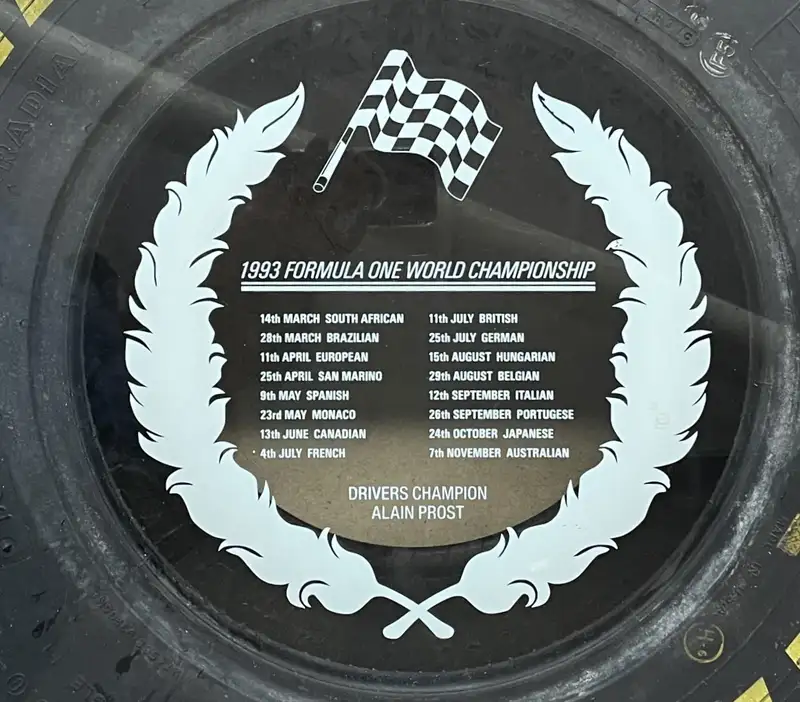 RADIAL
1993 FORMULA ONE WORLD CHAMPIONSHIP
14th MARCH SOUTH AFRICAN
28th MARCH BRAZILIAN
11th APRIL EUROPEAN
25th APRIL SAN MARINO
9th MAY SPANISH
23rd MAY MONACO
13th JUNE CANADIAN
4th JULY FRENCH
11th JULY BRITISH
25th JULY GERMAN
15th AUGUST HUNGARIAN
29th AUGUST BELGIAN
12th SEPTEMBER ITALIAN
26th SEPTEMBER PORTUGESE
24th OCTOBER JAPANESE
7th NOVEMBER AUSTRALIAN
DRIVERS CHAMPION
ALAIN PROST